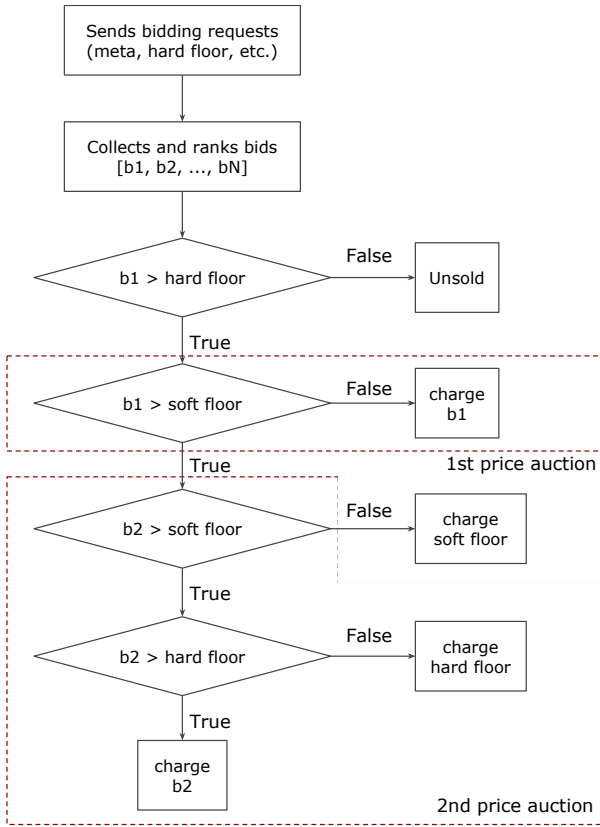 Sends bidding requests
(meta, hard floor, etc.)
Collects and ranks bids
[b1, b2, ..., bN]
b1 > hard floor
False
Unsold
True
b1 > soft floor
False
charge
b1
1st price auction
True
b2 > soft floor
False
charge
soft floor
True
b2 > hard floor
False
charge
hard floor
True
charge
b2
2nd price auction